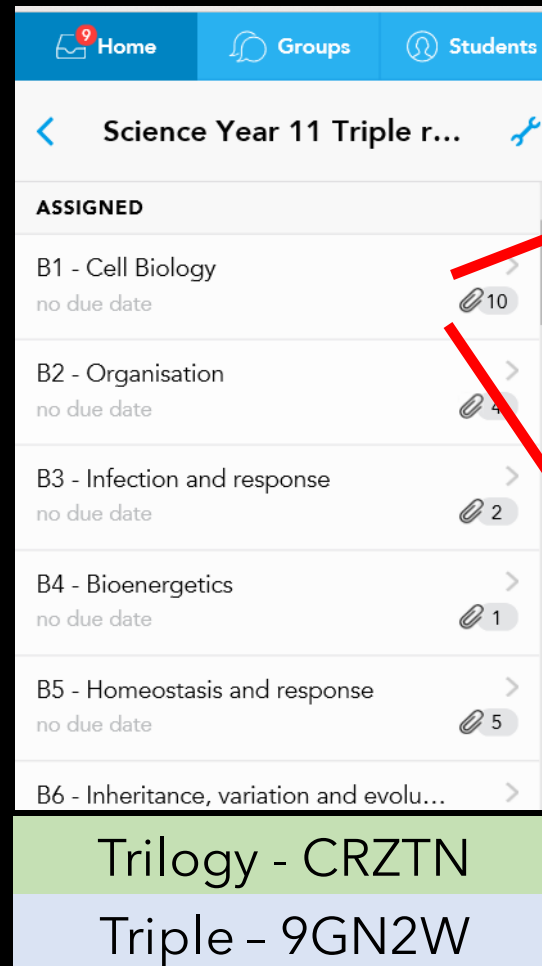 9 Home Groups Students
Science Year 11 Triple r...
ASSIGNED
B1 - Cell Biology
no due date
10
B2 - Organisation
no due date
4
B3 - Infection and response
no due date
2
B4 - Bioenergetics
no due date
1
B5 - Homeostasis and response
no due date
5
B6 - Inheritance, variation and evolu...
Trilogy - CRZTN
Triple – 9GN2W